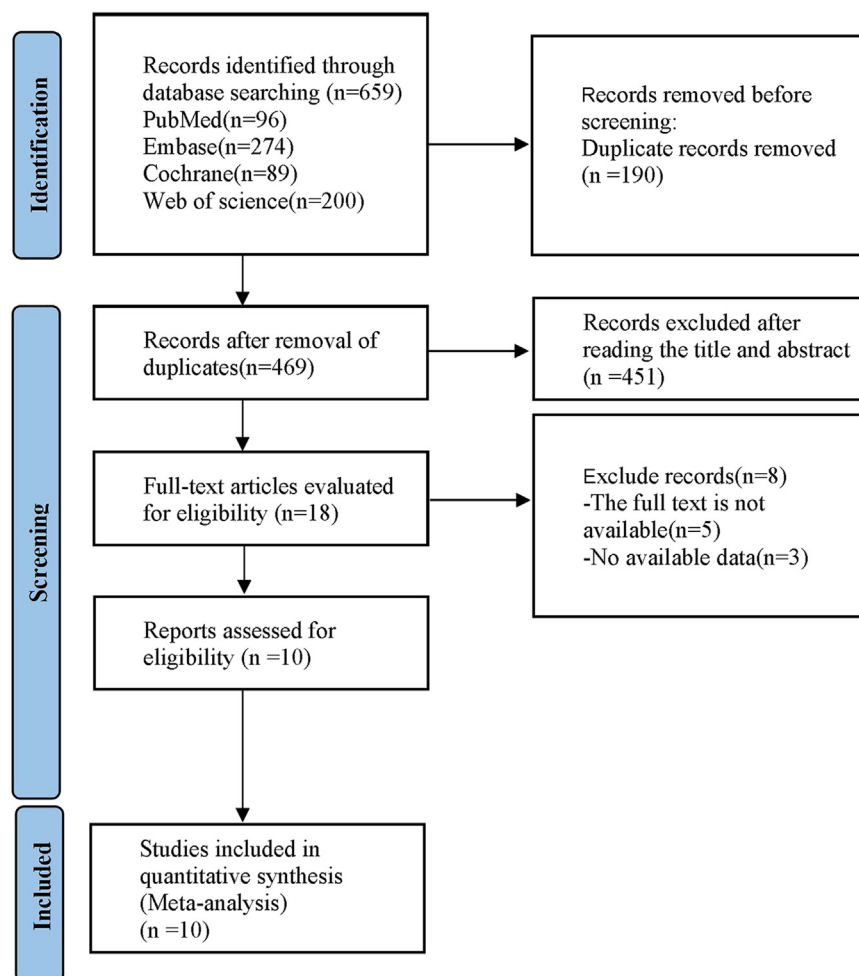 Identification
Records identified through
database searching (n=659)
PubMed(n=96)
Embase(n=274)
Cochrane(n=89)
Web of science(n=200)
Records removed before
screening:
Duplicate records removed
(n =190)
Screening
Records after removal of
duplicates(n=469)
Records excluded after
reading the title and abstract
(n =451)
Full-text articles evaluated
for eligibility (n=18)
Exclude records(n=8)
-The full text is not
available(n=5)
-No available data(n=3)
Reports assessed for
eligibility (n =10)
Included
Studies included in
quantitative synthesis
(Meta-analysis)
(n =10)